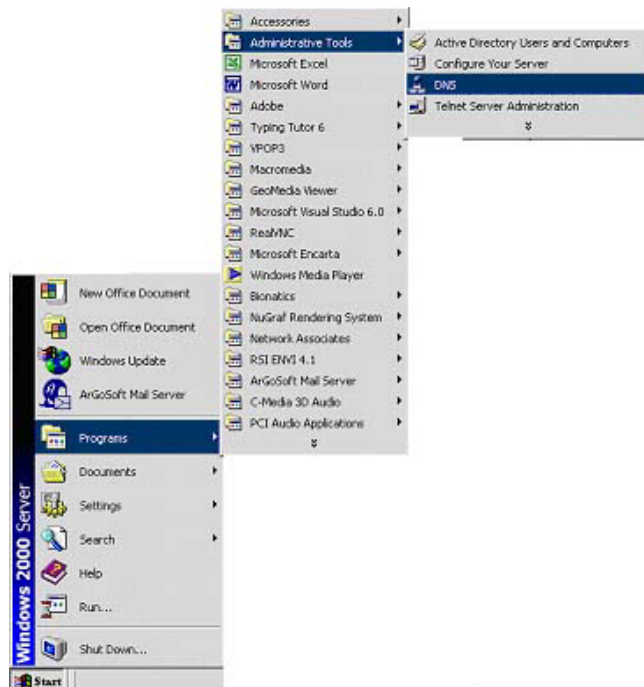 Accessories
Administrative Tools
Microsoft Excel
Microsoft Word
Adobe
Typing Tutor 6
VPOP3
Macromedia
GeoMedia Viewer
Microsoft Visual Studio 6.0
RealVNC
Microsoft Encarta
Windows Media Player
Bionatics
NuGraf Rendering System
Network Associates
RSI ENVI 4.1
ArGoSoft Mail Server
C-Media 3D Audio
PCI Audio Applications
Active Directory Users and Computers
Configure Your Server
DNS
Telnet Server Administration
New Office Document
Open Office Document
Windows Update
ArGoSoft Mail Server
Programs
Documents
Settings
Search
Help
Run...
Shut Down...
Windows 2000 Server
Start